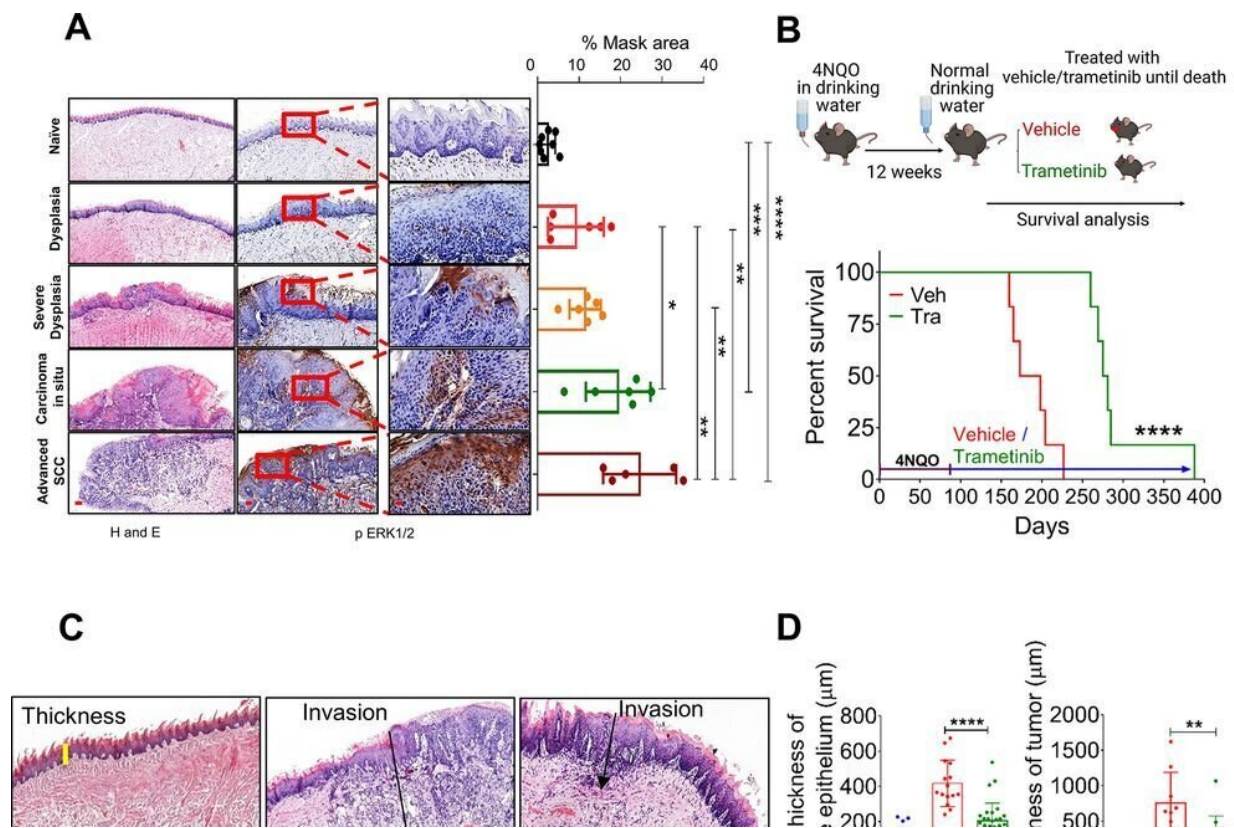 A
% Mask area
0 10 20 30 40
Naïve
Dysplasia
Severe
Dysplasia
Carcinoma
in situ
Advanced
SCC
H and E
p ERK1/2
*
**
**
**
***
****
B
4NQO
in drinking
water
Normal
drinking
water
Treated with
vehicle/trametinib until death
12 weeks
Vehicle
Trametinib
Survival analysis
Percent survival
100
75
50
25
0
Veh
Tra
4NQO
Vehicle /
Trametinib
****
0 50 100 150 200 250 300 350 400
Days
C
Thickness
Invasion
Invasion
D
epithelium (μm)
800
600
400
200
****
ness of tumor (μm)
2000
1500
1000
500
**